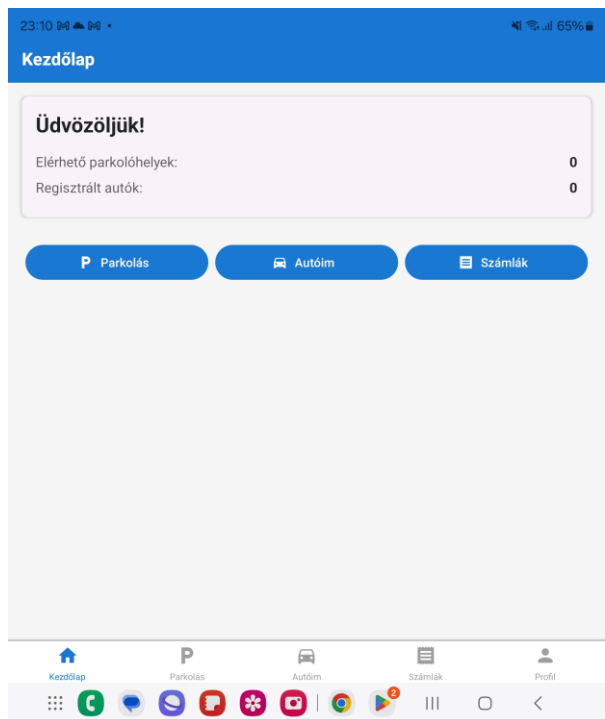 23:10 65%
Kezdőlap
Üdvözöljük!
Elérhető parkolóhelyek: 0
Regisztrált autók: 0
P Parkolás Autóim Számlák
P
Kezdőlap Parkolás Autóim Számlák Profil
2